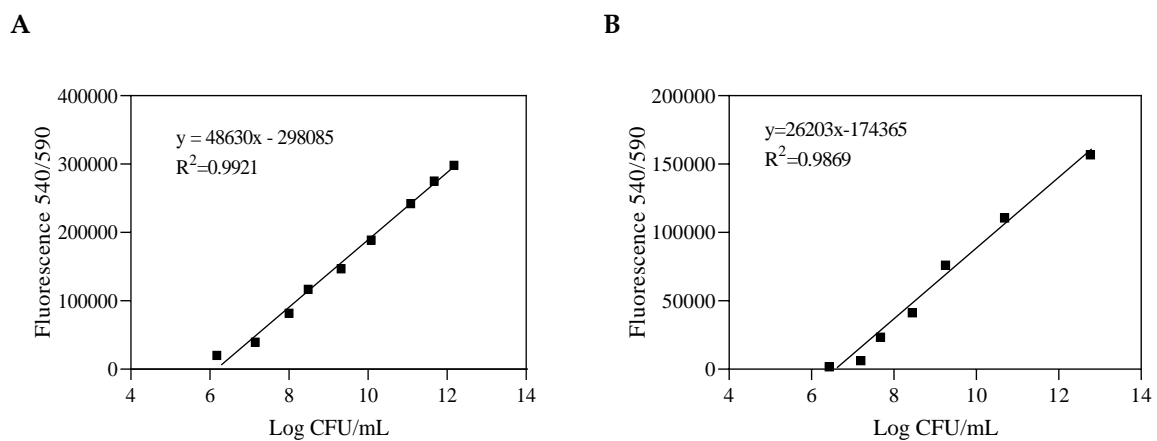 A
B
Fluorescence 540/590
400000
300000
200000
100000
0
y = 48630x - 298085
R²=0.9921
4 6 8 10 12 14
Log CFU/mL
Fluorescence 540/590
200000
150000
100000
50000
0
y=26203x-174365
R²=0.9869
4 6 8 10 12 14
Log CFU/mL